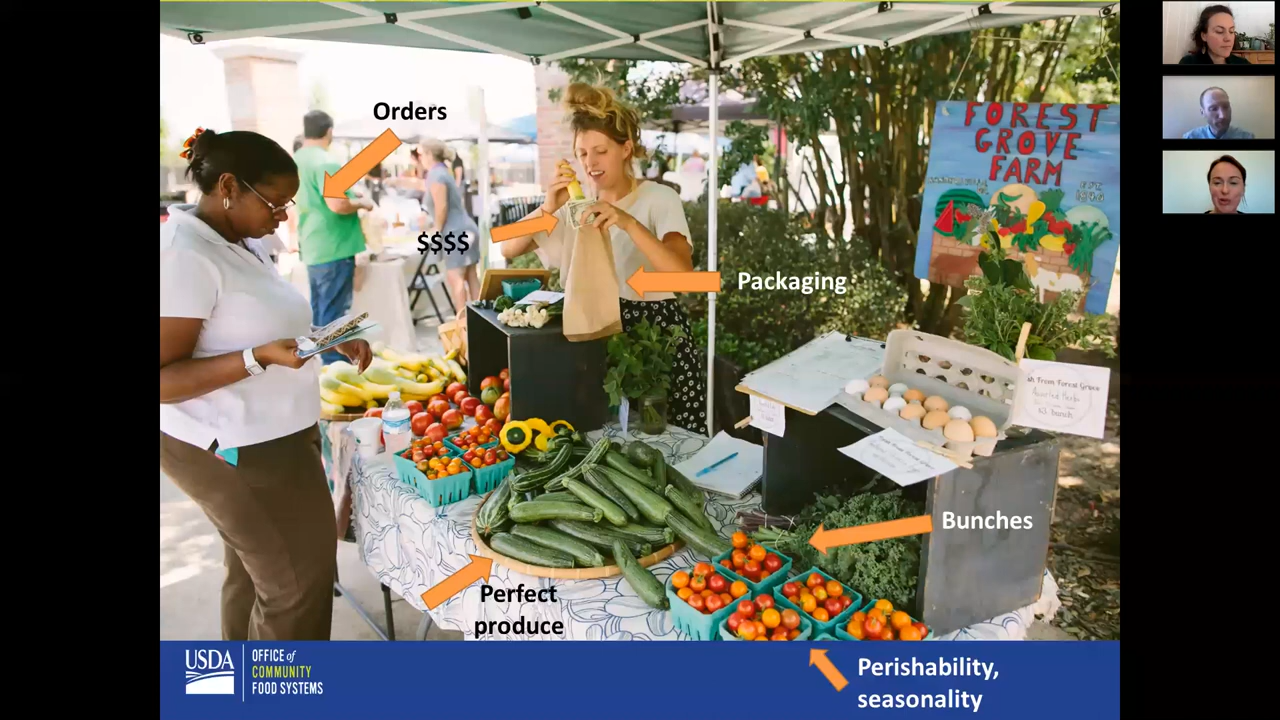 Orders
FOREST
GROVE
FARM
$$$$
Packaging
Bunches
Perfect
produce
USDA
OFFICE of
COMMUNITY
FOOD SYSTEMS
Perishability,
seasonality